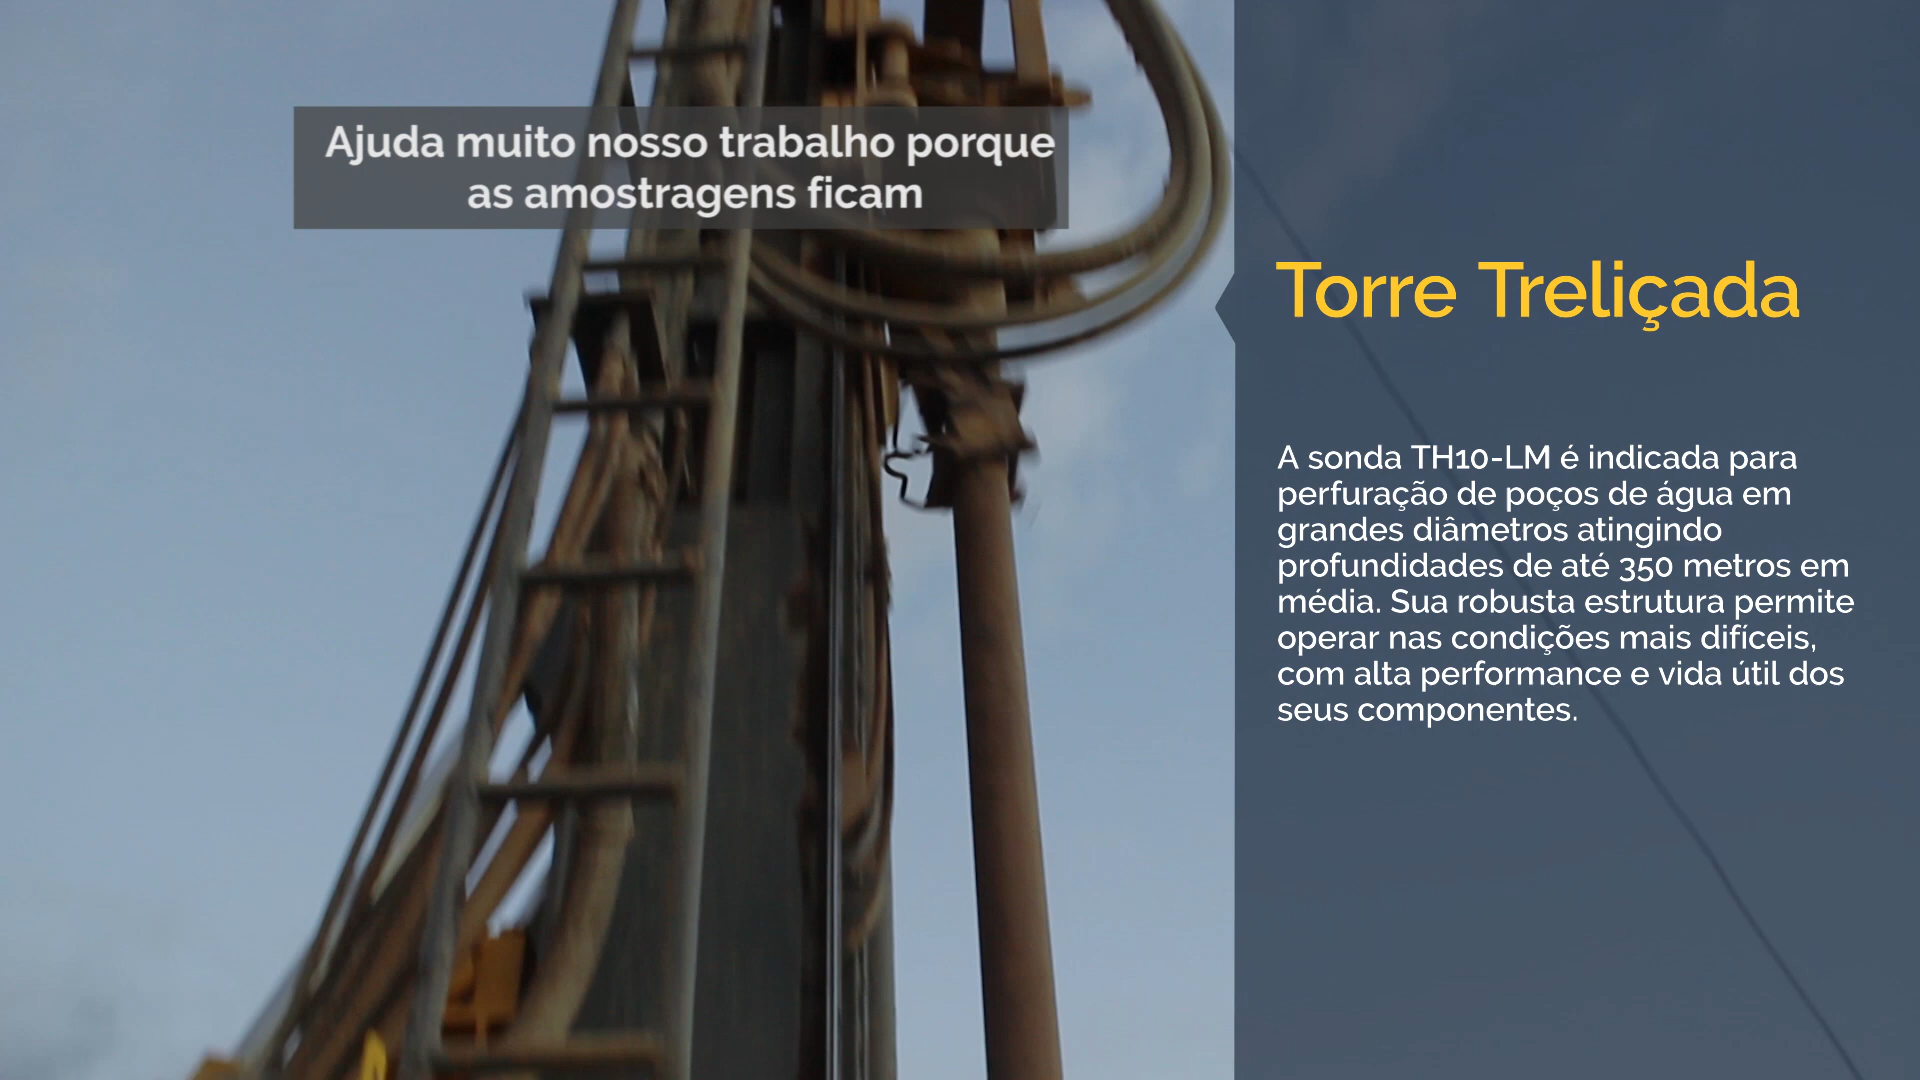 Ajuda muito nosso trabalho porque
as amostragens ficam
Torre Treliçada
A sonda TH10-LM é indicada para
perfuração de poços de água em
grandes diâmetros atingindo
profundidades de até 350 metros em
média. Sua robusta estrutura permite
operar nas condições mais difíceis,
com alta performance e vida útil dos
seus componentes.